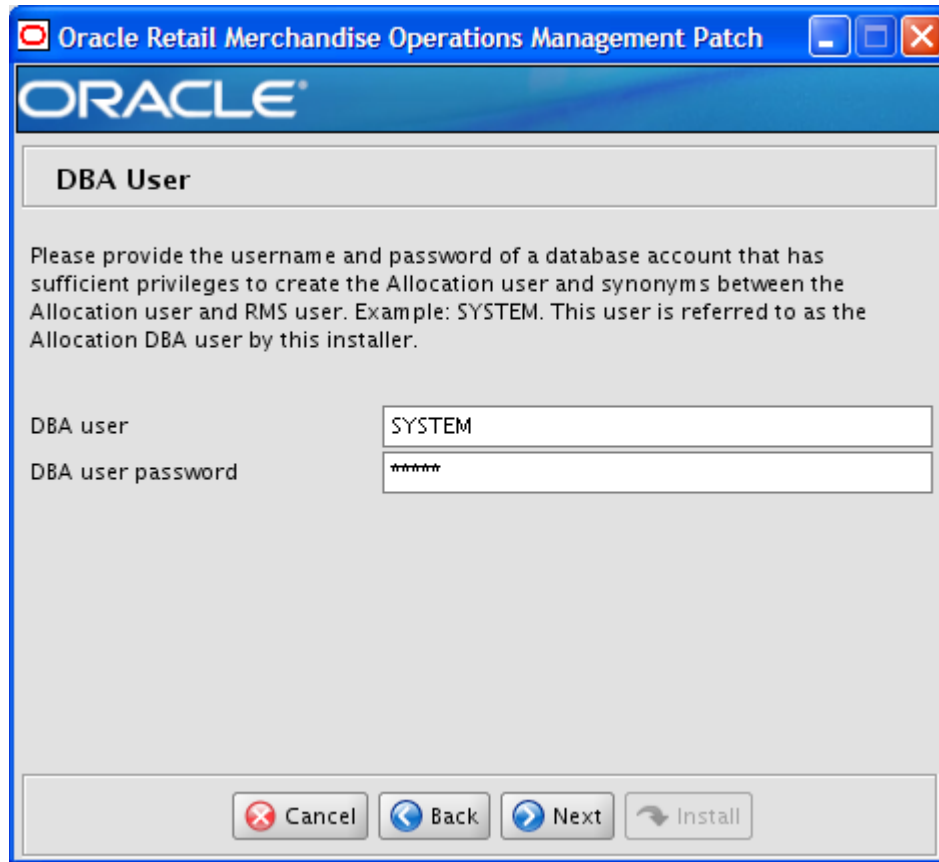 Oracle Retail Merchandise Operations Management Patch
ORACLE®
DBA User
Please provide the username and password of a database account that has
sufficient privileges to create the Allocation user and synonyms between the
Allocation user and RMS user. Example: SYSTEM. This user is referred to as the
Allocation DBA user by this installer.
DBA user SYSTEM
DBA user password *****
Cancel Back Next Install